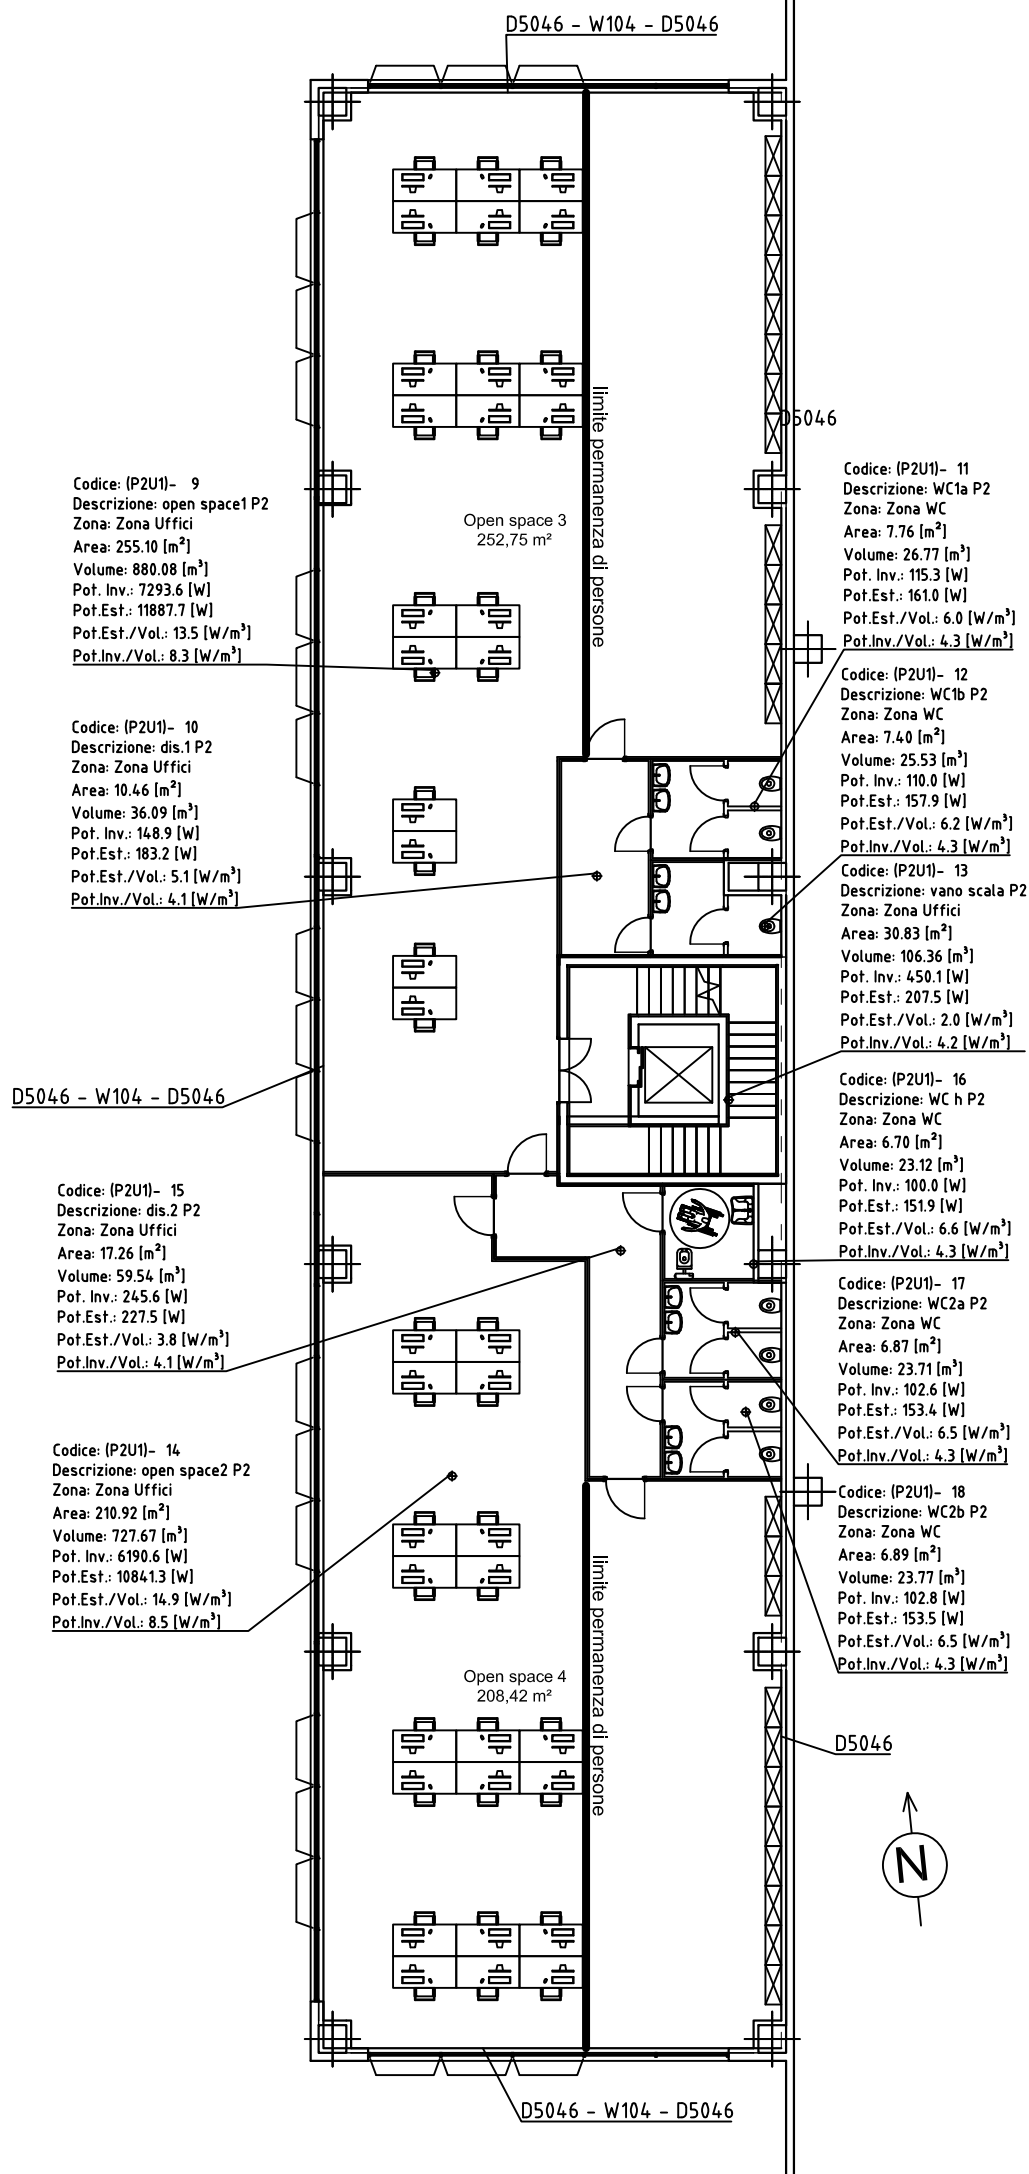 D5046 - W104 - D5046
D5046
Codice: (P2U1)- 9
Descrizione: open space1 P2
Zona: Zona Uffici
Area: 255.10 [m²]
Volume: 880.08 [m³]
Pot. Inv.: 7293.6 [W]
Pot.Est.: 11887.7 [W]
Pot.Est./Vol.: 13.5 [W/m³]
Pot.Inv./Vol.: 8.3 [W/m³]
Open space 3
252,75 m²
limite permanenza di persone
Codice: (P2U1)- 11
Descrizione: WC1a P2
Zona: Zona WC
Area: 7.76 [m²]
Volume: 26.77 [m³]
Pot. Inv.: 115.3 [W]
Pot.Est.: 161.0 [W]
Pot.Est./Vol.: 6.0 [W/m³]
Pot.Inv./Vol.: 4.3 [W/m³]
Codice: (P2U1)- 12
Descrizione: WC1b P2
Zona: Zona WC
Area: 7.40 [m²]
Volume: 25.53 [m³]
Pot. Inv.: 110.0 [W]
Pot.Est.: 157.9 [W]
Pot.Est./Vol.: 6.2 [W/m³]
Pot.Inv./Vol.: 4.3 [W/m³]
Codice: (P2U1)- 10
Descrizione: dis.1 P2
Zona: Zona Uffici
Area: 10.46 [m²]
Volume: 36.09 [m³]
Pot. Inv.: 148.9 [W]
Pot.Est.: 183.2 [W]
Pot.Est./Vol.: 5.1 [W/m³]
Pot.Inv./Vol.: 4.1 [W/m³]
Codice: (P2U1)- 13
Descrizione: vano scala P2
Zona: Zona Uffici
Area: 30.83 [m²]
Volume: 106.36 [m³]
Pot. Inv.: 450.1 [W]
Pot.Est.: 207.5 [W]
Pot.Est./Vol.: 2.0 [W/m³]
Pot.Inv./Vol.: 4.2 [W/m³]
D5046 - W104 - D5046
Codice: (P2U1)- 16
Descrizione: WC h P2
Zona: Zona WC
Area: 6.70 [m²]
Volume: 23.12 [m³]
Pot. Inv.: 100.0 [W]
Pot.Est.: 151.9 [W]
Pot.Est./Vol.: 6.6 [W/m³]
Pot.Inv./Vol.: 4.3 [W/m³]
Codice: (P2U1)- 15
Descrizione: dis.2 P2
Zona: Zona Uffici
Area: 17.26 [m²]
Volume: 59.54 [m³]
Pot. Inv.: 245.6 [W]
Pot.Est.: 227.5 [W]
Pot.Est./Vol.: 3.8 [W/m³]
Pot.Inv./Vol.: 4.1 [W/m³]
Codice: (P2U1)- 17
Descrizione: WC2a P2
Zona: Zona WC
Area: 6.87 [m²]
Volume: 23.71 [m³]
Pot. Inv.: 102.6 [W]
Pot.Est.: 153.4 [W]
Pot.Est./Vol.: 6.5 [W/m³]
Pot.Inv./Vol.: 4.3 [W/m³]
Codice: (P2U1)- 14
Descrizione: open space2 P2
Zona: Zona Uffici
Area: 210.92 [m²]
Volume: 727.67 [m³]
Pot. Inv.: 6190.6 [W]
Pot.Est.: 10841.3 [W]
Pot.Est./Vol.: 14.9 [W/m³]
Pot.Inv./Vol.: 8.5 [W/m³]
Codice: (P2U1)- 18
Descrizione: WC2b P2
Zona: Zona WC
Area: 6.89 [m²]
Volume: 23.77 [m³]
Pot. Inv.: 102.8 [W]
Pot.Est.: 153.5 [W]
Pot.Est./Vol.: 6.5 [W/m³]
Pot.Inv./Vol.: 4.3 [W/m³]
Open space 4
208,42 m²
limite permanenza di persone
D5046
N
D5046 - W104 - D5046